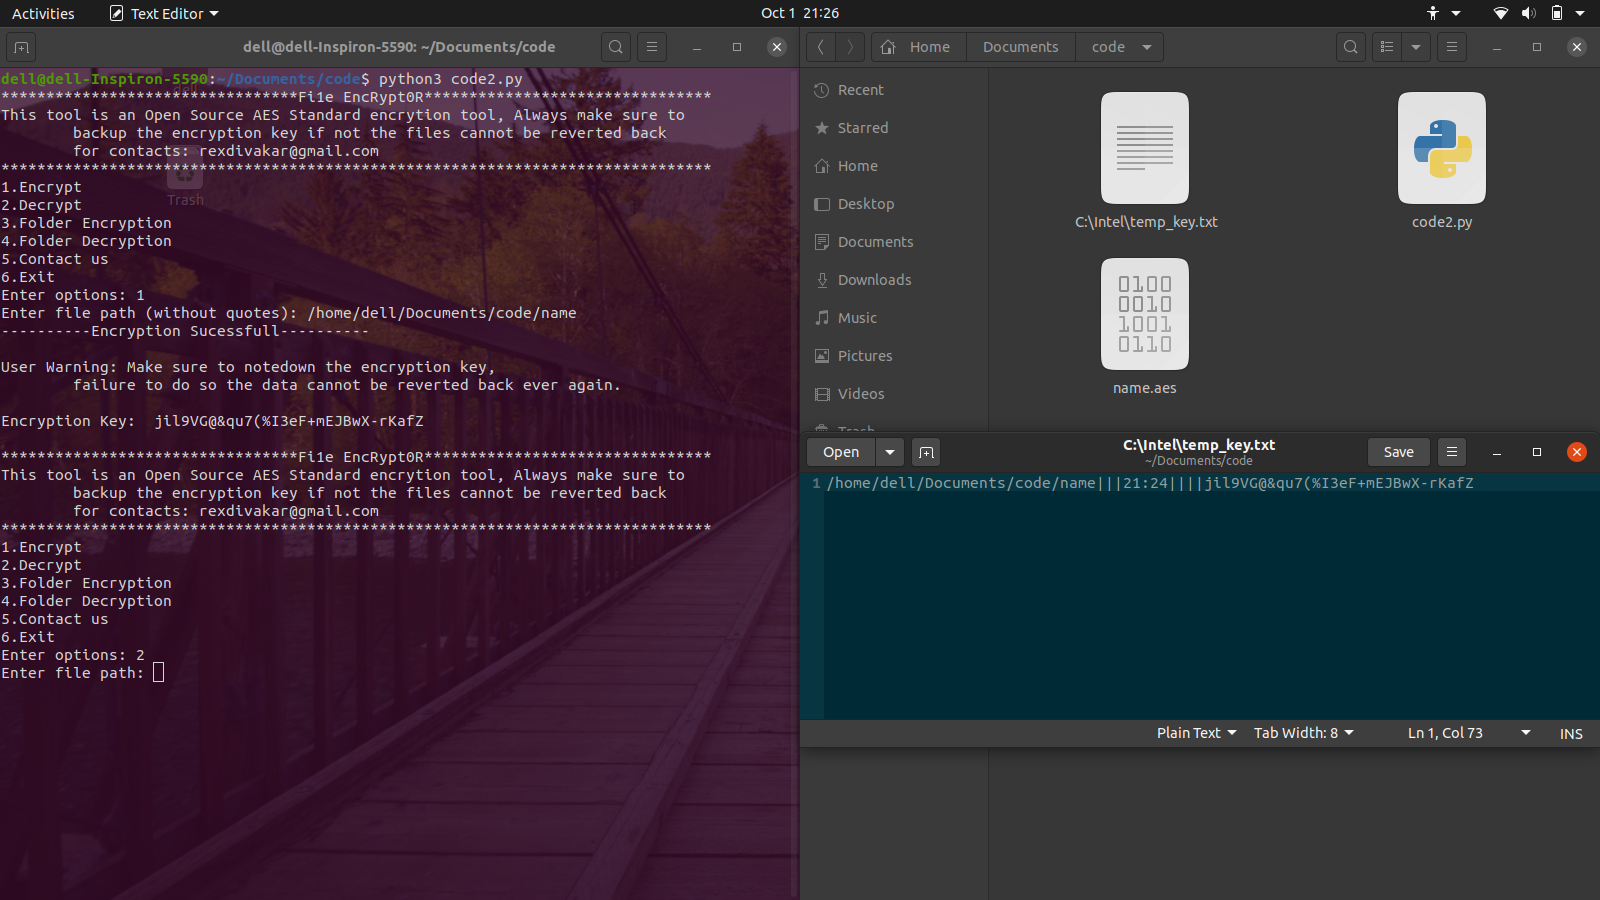 Activities
Text Editor
Oct 1 21:26
dell@dell-Inspiron-5590: ~/Documents/code
dell@dell-Inspiron-5590:~/Documents/code$ python3 code2.py
*********************************Fi1e EncRypt0R********************************
This tool is an Open Source AES Standard encrytion tool, Always make sure to
backup the encryption key if not the files cannot be reverted back
for contacts: rexdivakar@gmail.com
*******************************************************************************
1.Encrypt
2.Decrypt
3.Folder Encryption
4.Folder Decryption
5.Contact us
6.Exit
Enter options: 1
Enter file path (without quotes): /home/dell/Documents/code/name
----------Encryption Sucessfull----------
User Warning: Make sure to notedown the encryption key,
failure to do so the data cannot be reverted back ever again.
Encryption Key:  jil9VG@&qu7(%I3eF+mEJBwX-rKafZ
*********************************Fi1e EncRypt0R********************************
This tool is an Open Source AES Standard encrytion tool, Always make sure to
backup the encryption key if not the files cannot be reverted back
for contacts: rexdivakar@gmail.com
*******************************************************************************
1.Encrypt
2.Decrypt
3.Folder Encryption
4.Folder Decryption
5.Contact us
6.Exit
Enter options: 2
Enter file path:
Trash
Home
Documents
code
Recent
Starred
Home
Desktop
Documents
Downloads
Music
Pictures
Videos
Trash
C:\Intel\temp_key.txt
code2.py
0100
0010
1001
0110
name.aes
Open
C:\Intel\temp_key.txt
~/Documents/code
Save
1 /home/dell/Documents/code/name|||21:24||||jil9VG@&qu7(%I3eF+mEJBwX-rKafZ
Plain Text
Tab Width: 8
Ln 1, Col 73
INS